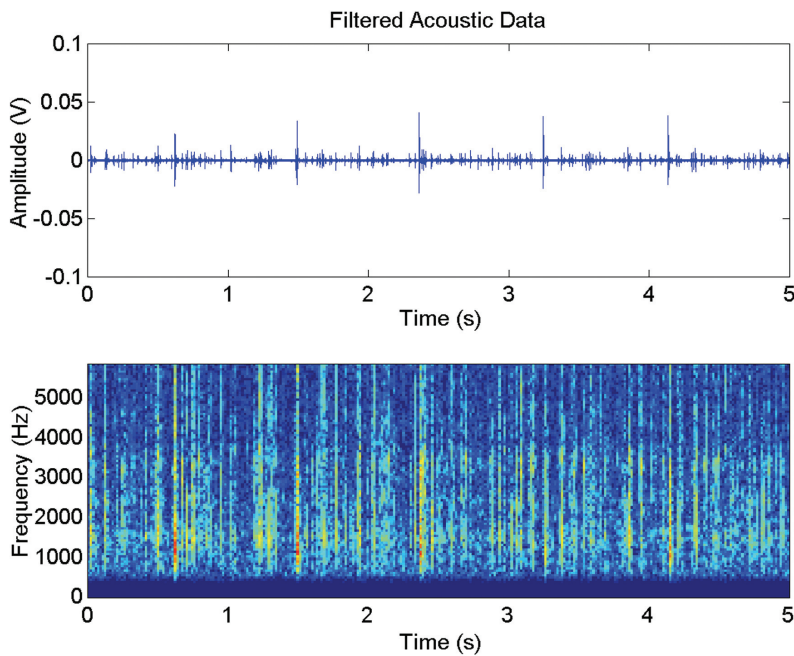 Filtered Acoustic Data
0.1
0.05
0
-0.05
-0.1
Amplitude (V)
0 1 2 3 4 5
Time (s)
5000
4000
3000
2000
1000
0
Frequency (Hz)
0 1 2 3 4 5
Time (s)